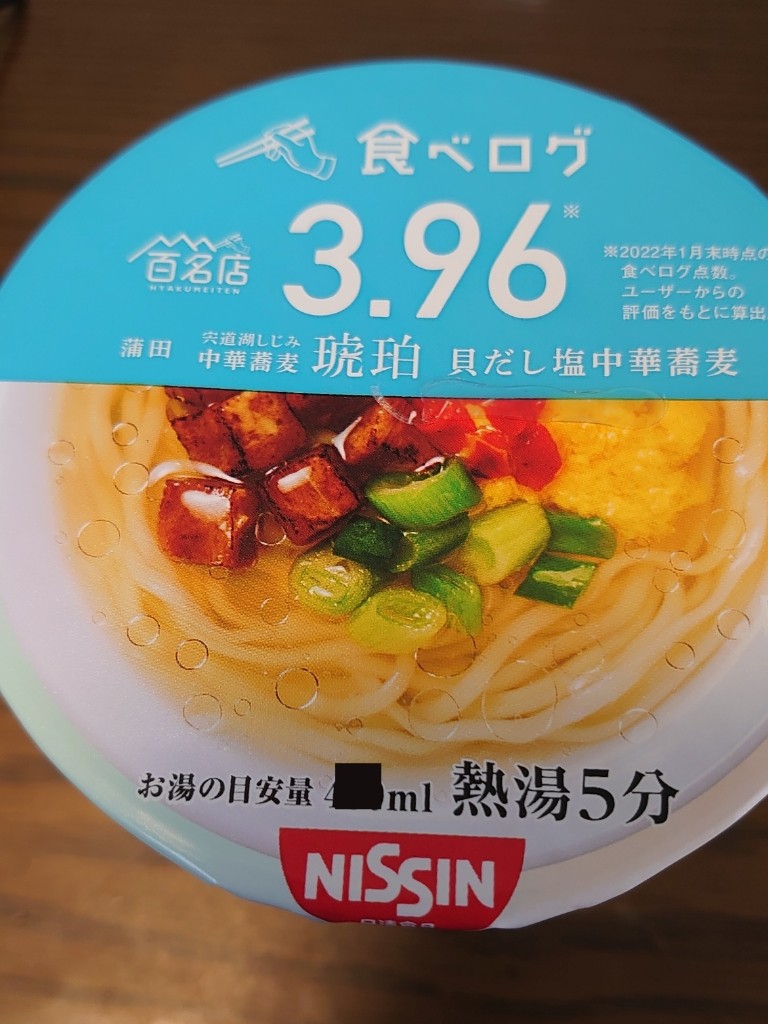 食べログ
3.96※
百名店
HYAKUMEITEN
※2022年1月末時点の
食べログ点数。
ユーザーからの
評価をもとに算出
蒲田 宍道湖しじみ中華蕎麦 琥珀 貝だし塩中華蕎麦
お湯の目安量 ml 熱湯5分
NISSIN